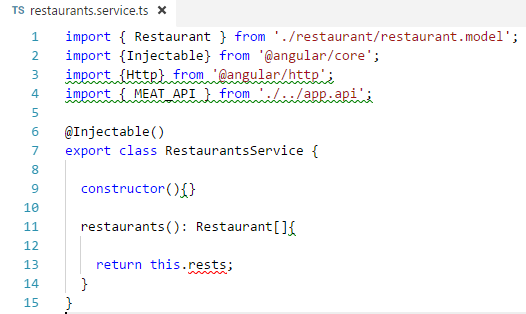 TS restaurants.service.ts ×
1 import { Restaurant } from './restaurant/restaurant.model';
2 import {Injectable} from '@angular/core';
3 import {Http} from '@angular/http';
4 import { MEAT_API } from './../app.api';
5
6 @Injectable()
7 export class RestaurantsService {
8
9   constructor(){}
10
11   restaurants(): Restaurant[]{
12
13     return this.rests;
14   }
15 }